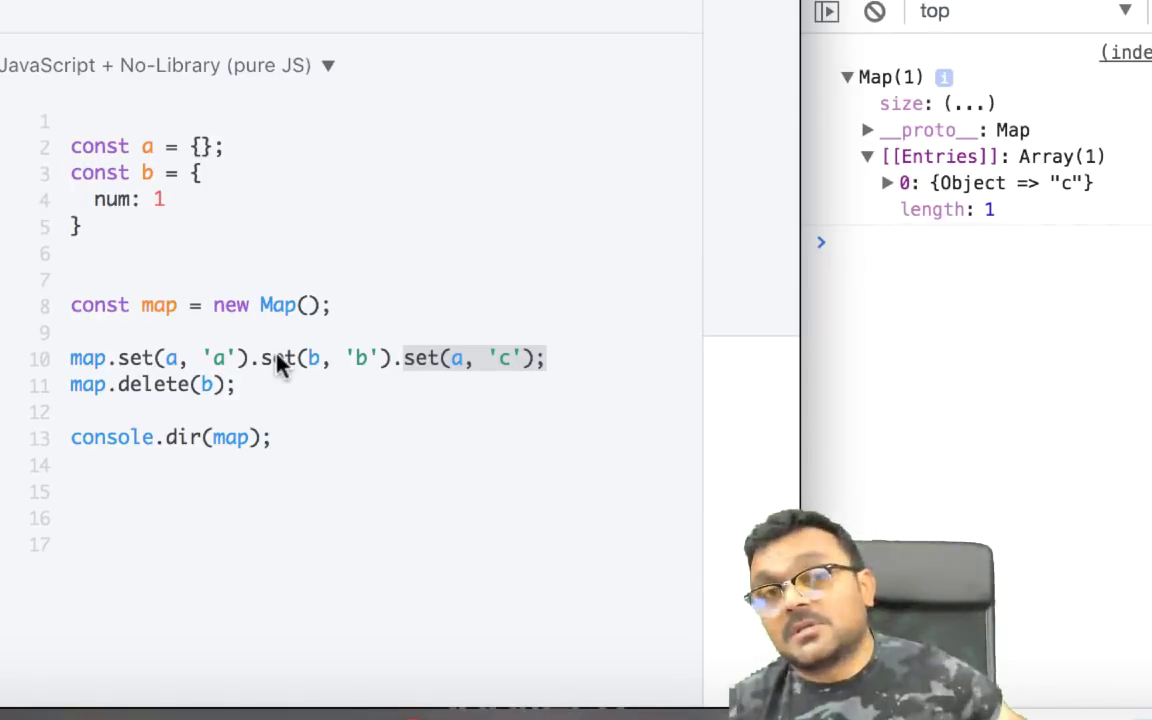 JavaScript + No-Library (pure JS) ▼
1
2 const a = {};
3 const b = {
4 num: 1
5 }
6
7
8 const map = new Map();
9
10 map.set(a, 'a').set(b, 'b').set(a, 'c');
11 map.delete(b);
12
13 console.dir(map);
14
15
16
17
top ▼
(inde
▼Map(1) i
size: (...)
▶__proto__: Map
▼[[Entries]]: Array(1)
▶0: {Object => "c"}
length: 1
>